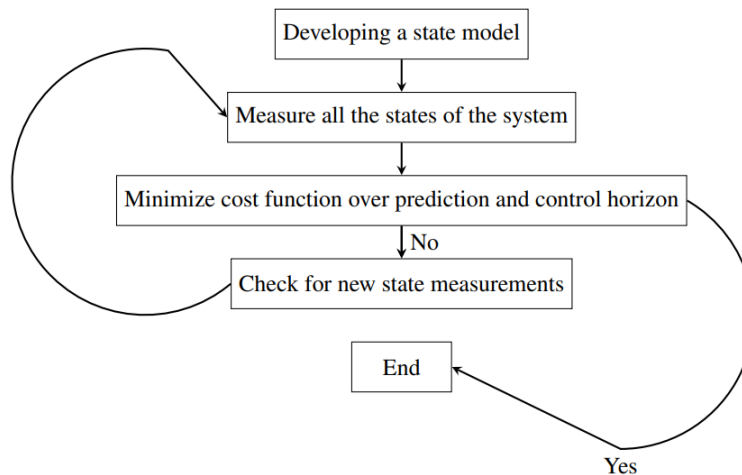 Developing a state model
Measure all the states of the system
Minimize cost function over prediction and control horizon
No
Check for new state measurements
End
Yes